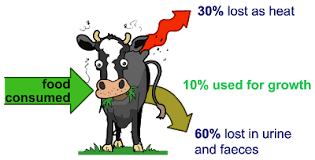 30% lost as heat
food
consumed
10% used for growth
60% lost in urine
and faeces